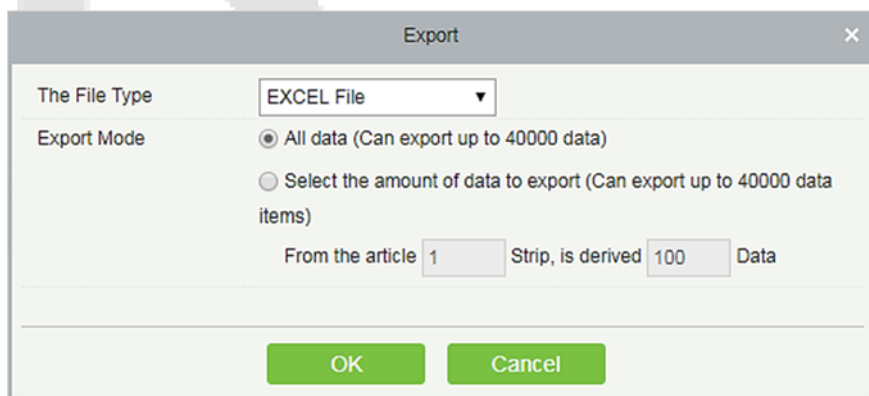 Export
The File Type EXCEL File
Export Mode All data (Can export up to 40000 data)
Select the amount of data to export (Can export up to 40000 data
items)
From the article 1 Strip, is derived 100 Data
OK Cancel